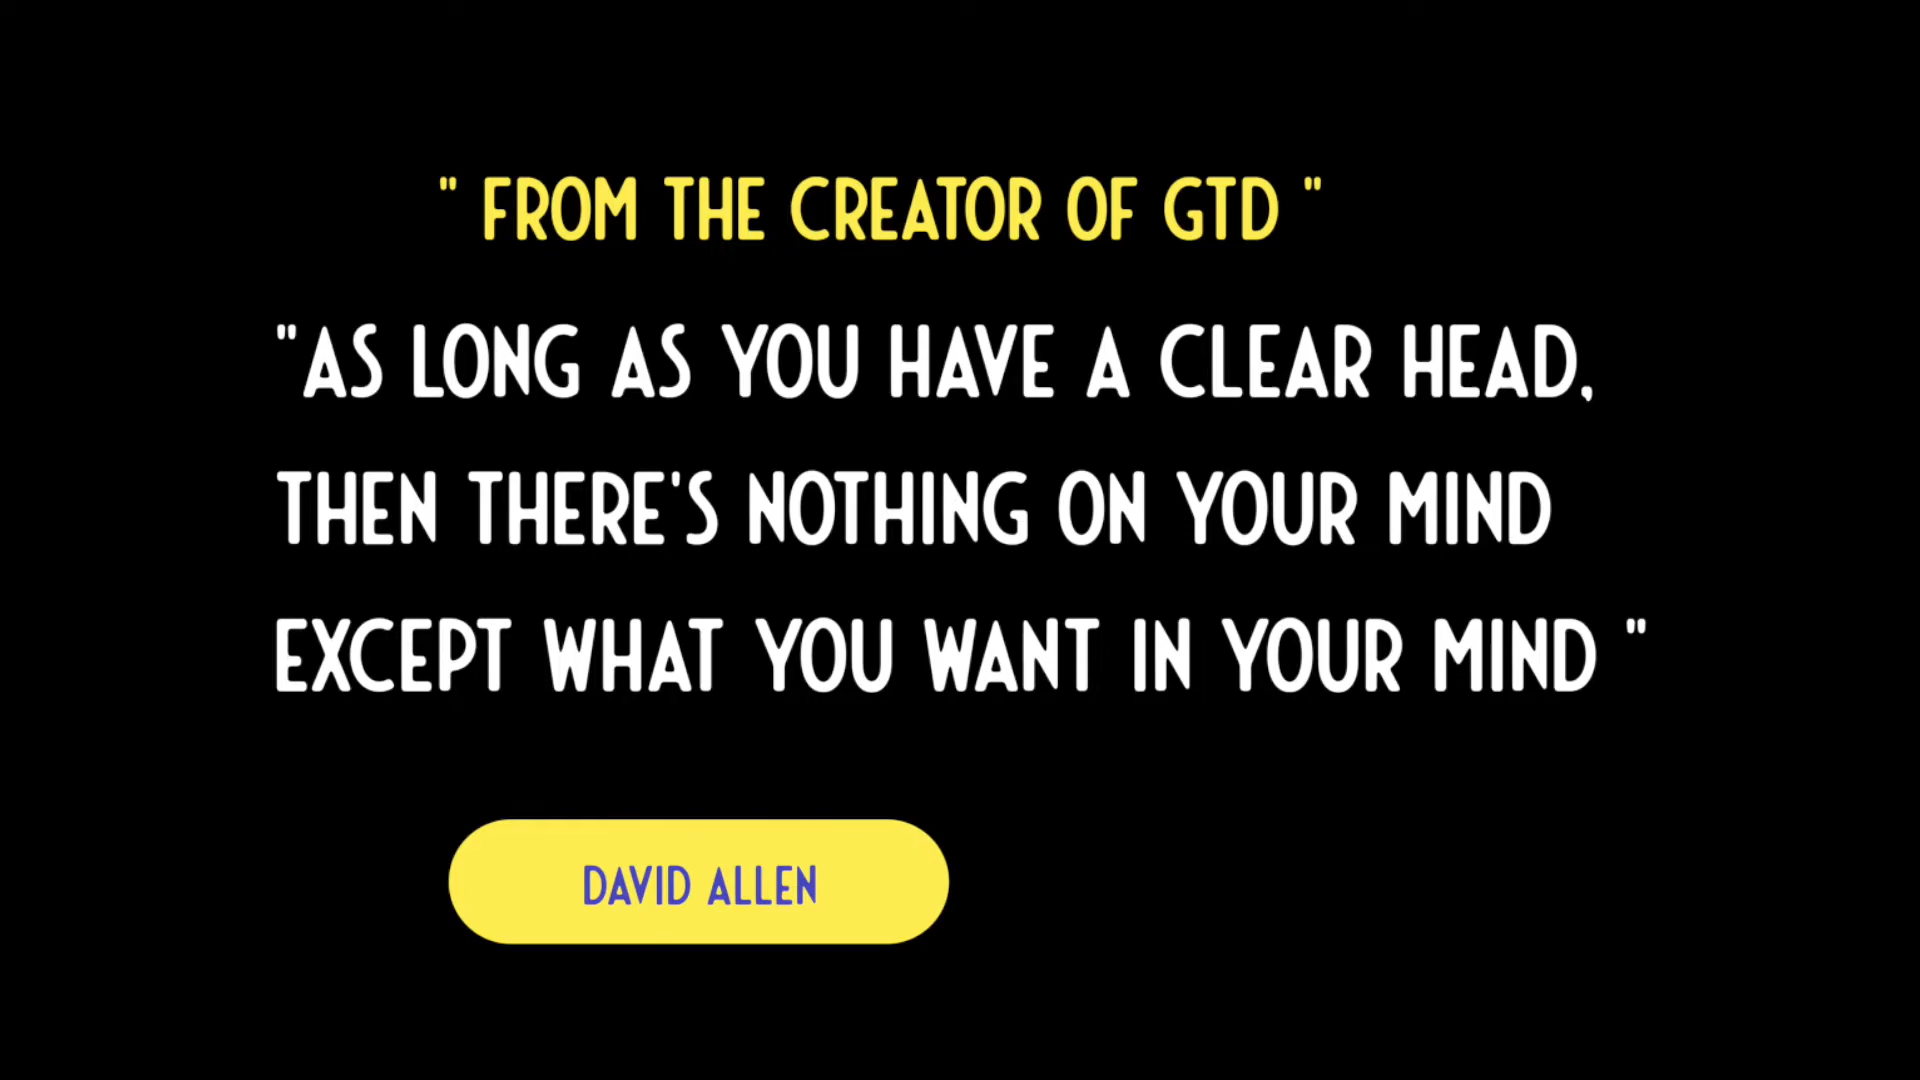 " FROM THE CREATOR OF GTD "
"AS LONG AS YOU HAVE A CLEAR HEAD,
THEN THERE'S NOTHING ON YOUR MIND
EXCEPT WHAT YOU WANT IN YOUR MIND "
DAVID ALLEN